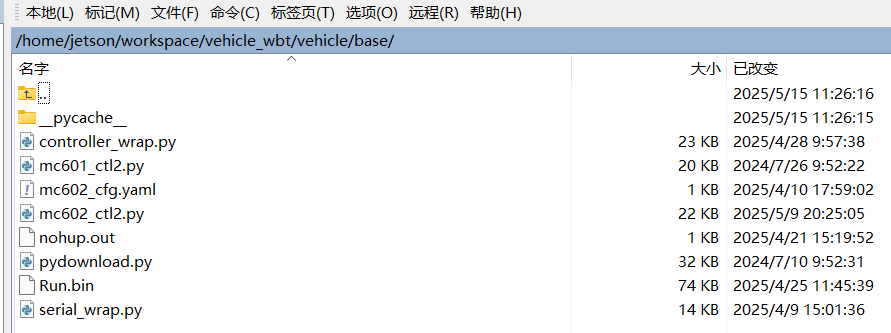 本地(L) 标记(M) 文件(F) 命令(C) 标签页(T) 选项(O) 远程(R) 帮助(H)
/home/jetson/workspace/vehicle_wbt/vehicle/base/
名字 大小 已改变
.. 2025/5/15 11:26:16
__pycache__ 2025/5/15 11:26:15
controller_wrap.py 23 KB 2025/4/28 9:57:38
mc601_ctl2.py 20 KB 2024/7/26 9:52:22
mc602_cfg.yaml 1 KB 2025/4/10 17:59:02
mc602_ctl2.py 22 KB 2025/5/9 20:25:05
nohup.out 1 KB 2025/4/21 15:19:52
pydownload.py 32 KB 2024/7/10 9:52:31
Run.bin 74 KB 2025/4/25 11:45:39
serial_wrap.py 14 KB 2025/4/9 15:01:36